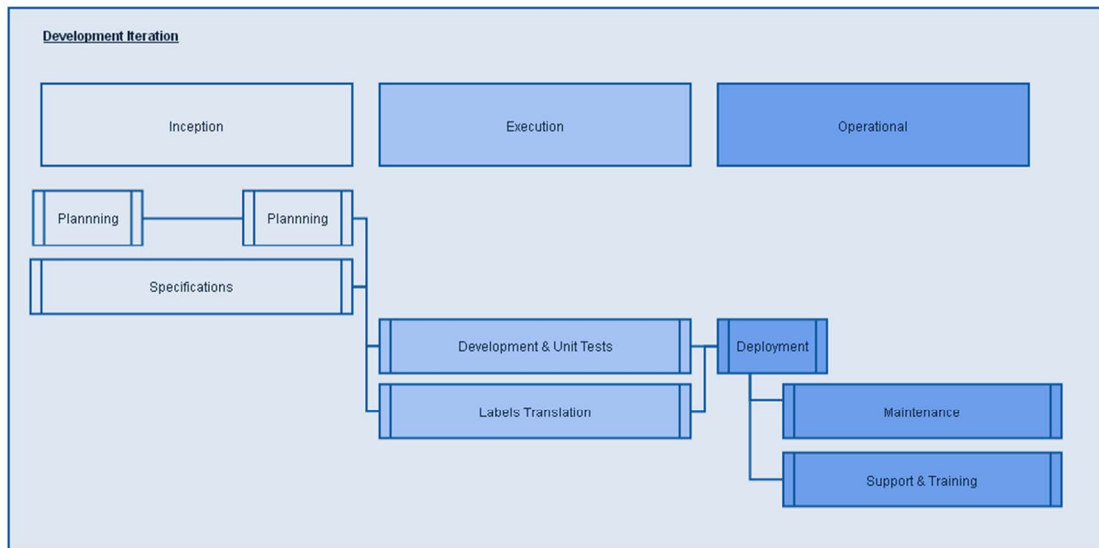 Development Iteration
Inception
Execution
Operational
Plannning
Plannning
Specifications
Development & Unit Tests
Deployment
Labels Translation
Maintenance
Support & Training